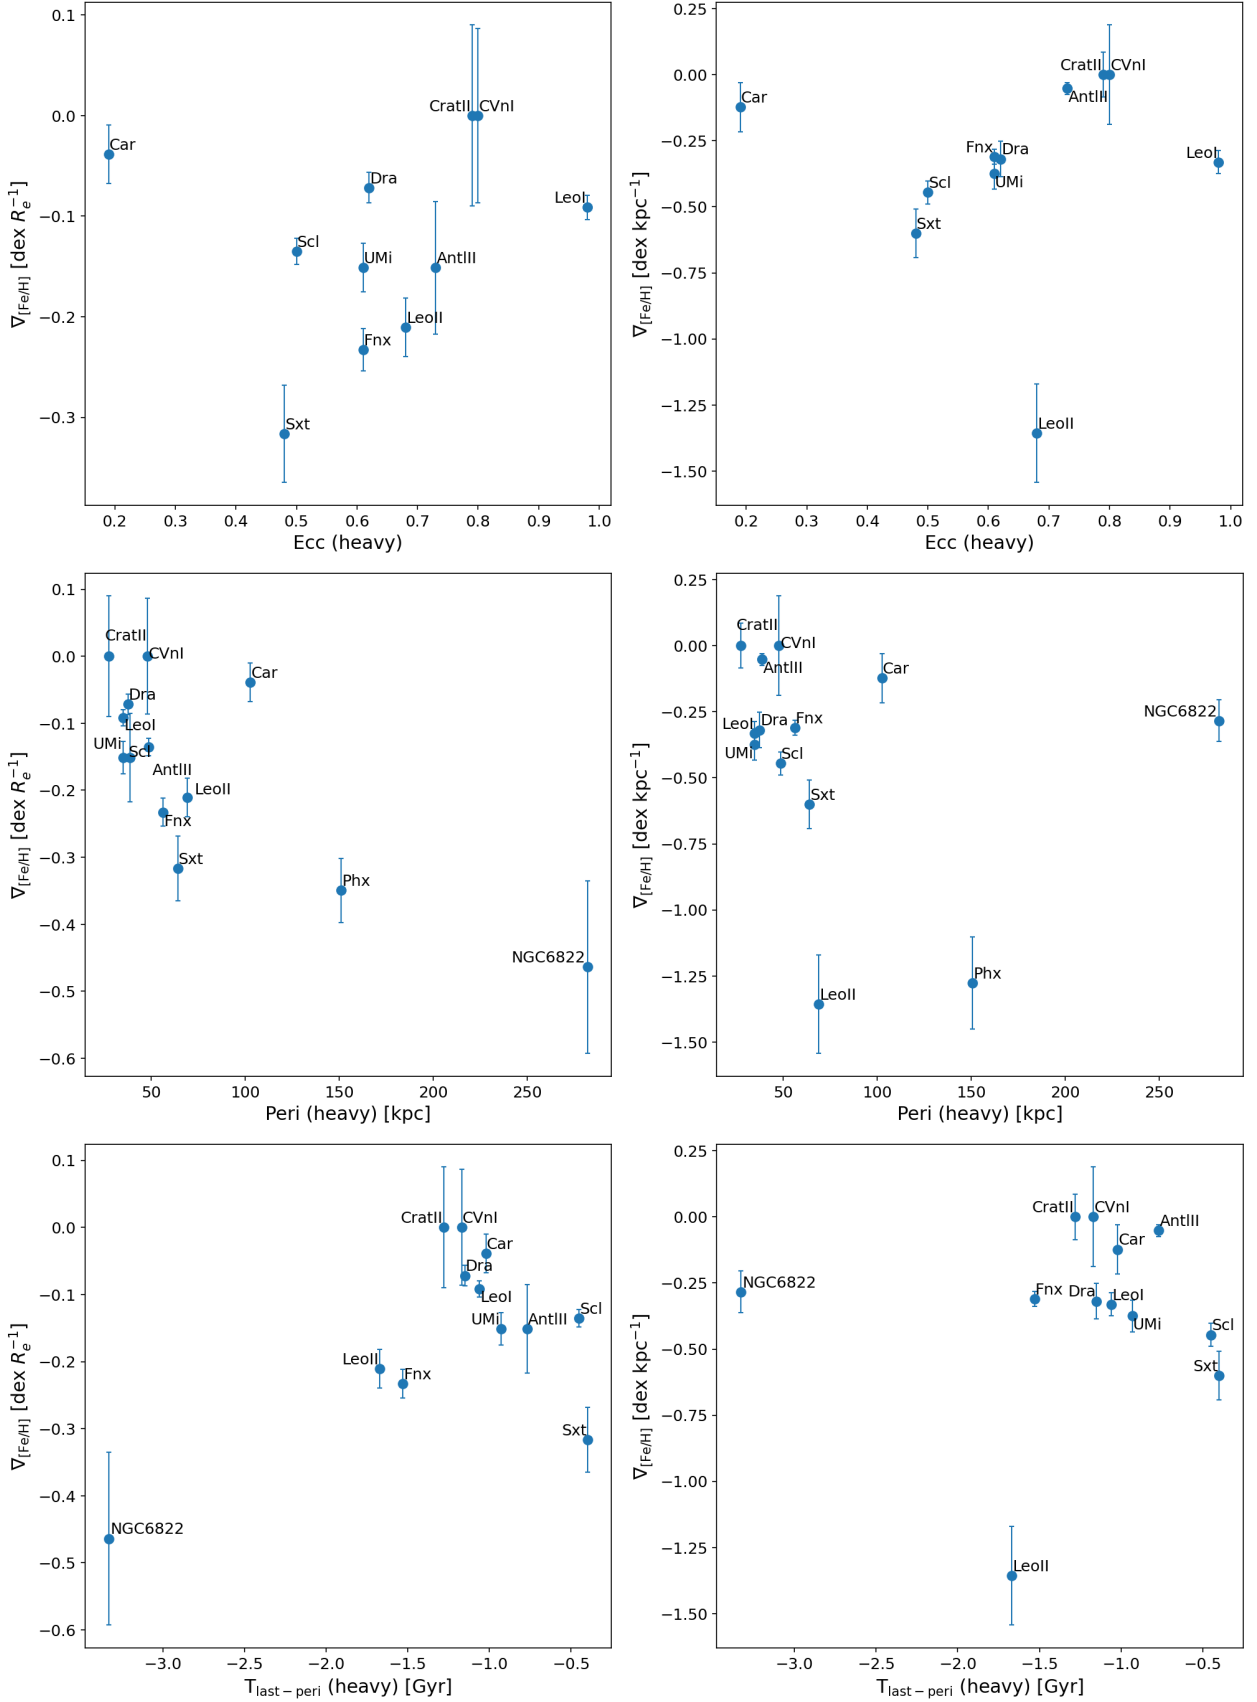 0.1
0.0
−0.1
−0.2
−0.3
∇[Fe/H] [dex Re−1]
Car
CratII
CVnI
Dra
LeoI
Scl
UMi
AntIII
LeoII
Fnx
Sxt
0.2 0.3 0.4 0.5 0.6 0.7 0.8 0.9 1.0
Ecc (heavy)
0.25
0.00
−0.25
−0.50
−0.75
−1.00
−1.25
−1.50
∇[Fe/H] [dex kpc−1]
CratII
CVnI
Car
AntIII
Fnx
Dra
LeoI
UMi
Scl
Sxt
LeoII
0.2 0.3 0.4 0.5 0.6 0.7 0.8 0.9 1.0
Ecc (heavy)
0.1
0.0
−0.1
−0.2
−0.3
−0.4
−0.5
−0.6
∇[Fe/H] [dex Re−1]
CratII
CVnI
Car
Dra
LeoI
UMi
Scl
AntIII
LeoII
Fnx
Sxt
Phx
NGC6822
50 100 150 200 250
Peri (heavy) [kpc]
0.25
0.00
−0.25
−0.50
−0.75
−1.00
−1.25
−1.50
∇[Fe/H] [dex kpc−1]
CratII
CVnI
AntIII
Car
NGC6822
LeoI
Dra
Fnx
UMi
Scl
Sxt
Phx
LeoII
50 100 150 200 250
Peri (heavy) [kpc]
0.1
0.0
−0.1
−0.2
−0.3
−0.4
−0.5
−0.6
∇[Fe/H] [dex Re−1]
CratII
CVnI
Car
Dra
LeoI
Scl
UMi
AntIII
LeoII
Fnx
Sxt
NGC6822
−3.0 −2.5 −2.0 −1.5 −1.0 −0.5
Tlast−peri (heavy) [Gyr]
0.25
0.00
−0.25
−0.50
−0.75
−1.00
−1.25
−1.50
∇[Fe/H] [dex kpc−1]
CratII
CVnI
AntIII
Car
NGC6822
Fnx
Dra
LeoI
UMi
Scl
Sxt
LeoII
−3.0 −2.5 −2.0 −1.5 −1.0 −0.5
Tlast−peri (heavy) [Gyr]